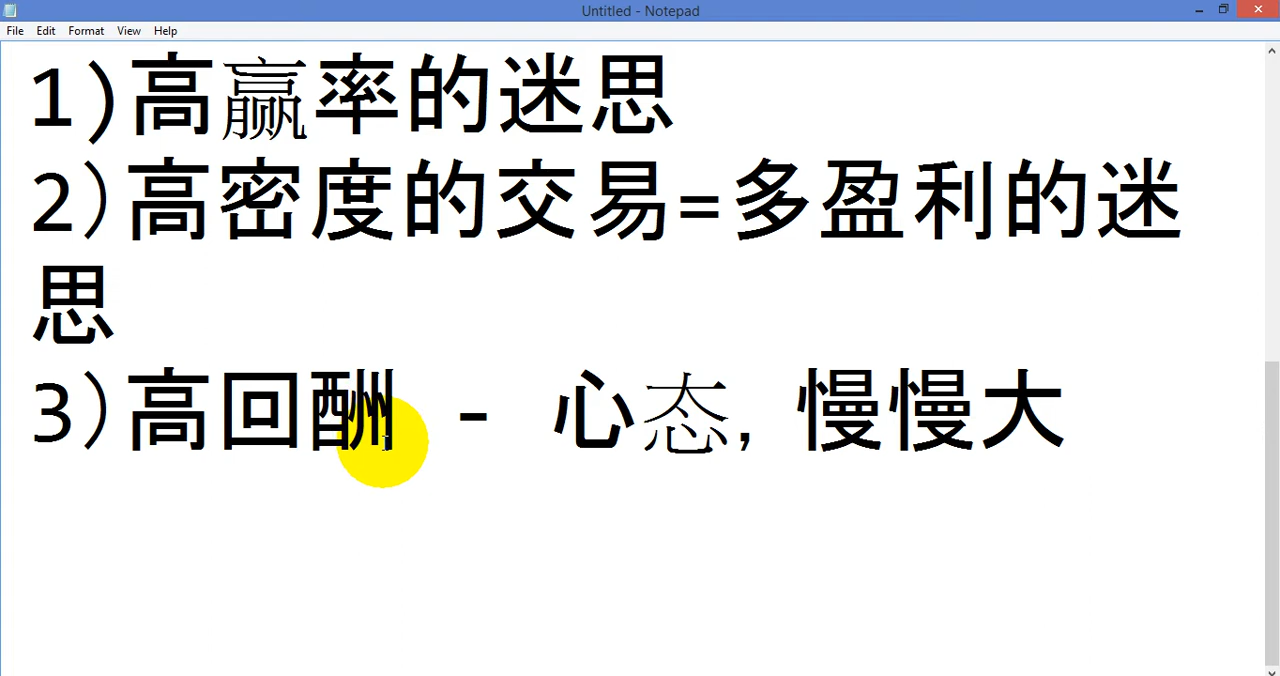 Untitled - Notepad
File Edit Format View Help
1)高赢率的迷思
2)高密度的交易=多盈利的迷
思
3)高回酬 - 心态,慢慢大